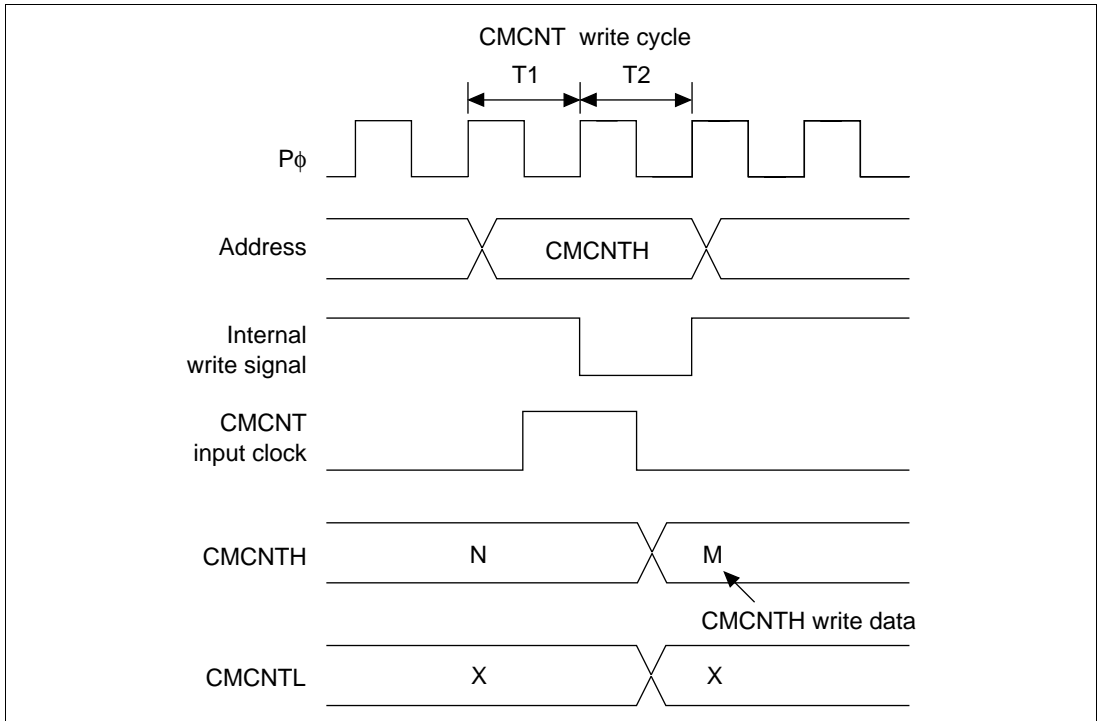 CMCNT write cycle
T1 T2
Pϕ
Address CMCNTH
Internal
write signal
CMCNT
input clock
CMCNTH N M
CMCNTH write data
CMCNTL X X